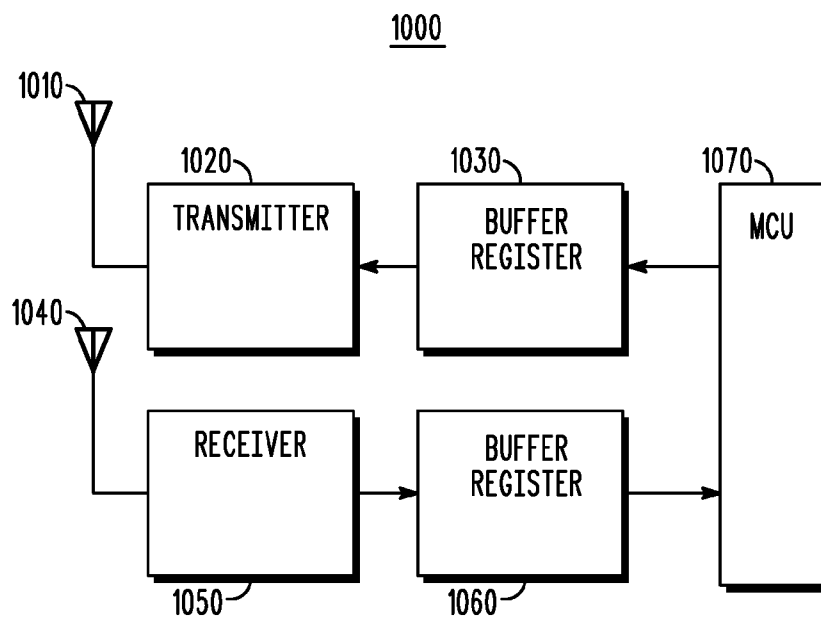 1000
1010
1020
1030
1070
TRANSMITTER
BUFFER
REGISTER
MCU
1040
RECEIVER
BUFFER
REGISTER
1050
1060